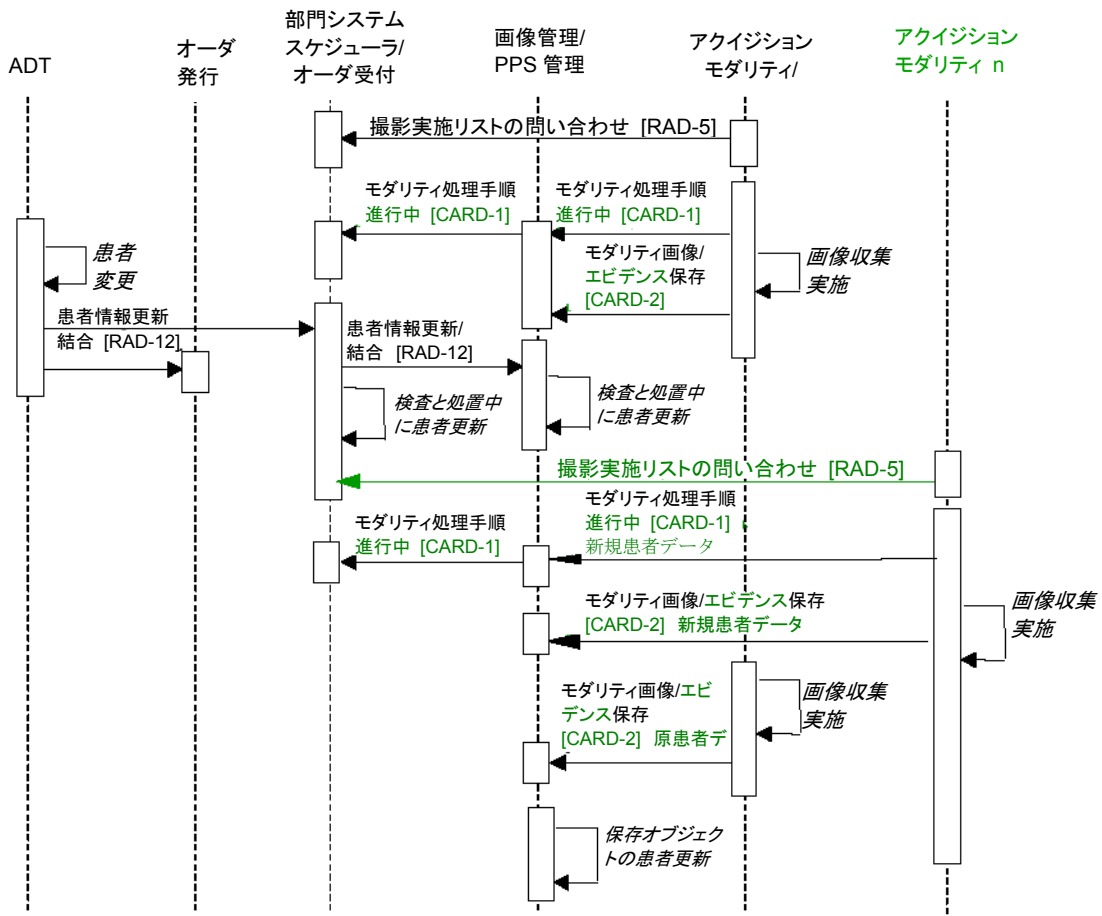 ADT
オーダ
発行
部門システム
スケジューラ/
オーダ受付
画像管理/
PPS 管理
アクイジション
モダリティ/
アクイジション
モダリティ n
撮影実施リストの問い合わせ [RAD-5]
モダリティ処理手順
進行中 [CARD-1]
モダリティ処理手順
進行中 [CARD-1]
患者
変更
モダリティ画像/
エビデンス保存
[CARD-2]
画像収集
実施
患者情報更新
結合 [RAD-12]
患者情報更新/
結合 [RAD-12]
検査と処置中
に患者更新
検査と処置中
に患者更新
撮影実施リストの問い合わせ [RAD-5]
モダリティ処理手順
進行中 [CARD-1]
新規患者データ
モダリティ処理手順
進行中 [CARD-1]
モダリティ画像/エビデンス保存
[CARD-2] 新規患者データ
画像収集
実施
モダリティ画像/エビ
デンス保存
[CARD-2] 原患者デ
画像収集
実施
保存オブジェク
トの患者更新